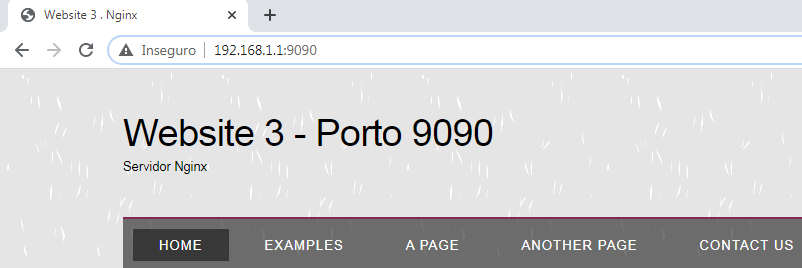 Website 3 . Nginx
Inseguro | 192.168.1.1:9090
Website 3 - Porto 9090
Servidor Nginx
HOME EXAMPLES A PAGE ANOTHER PAGE CONTACT US